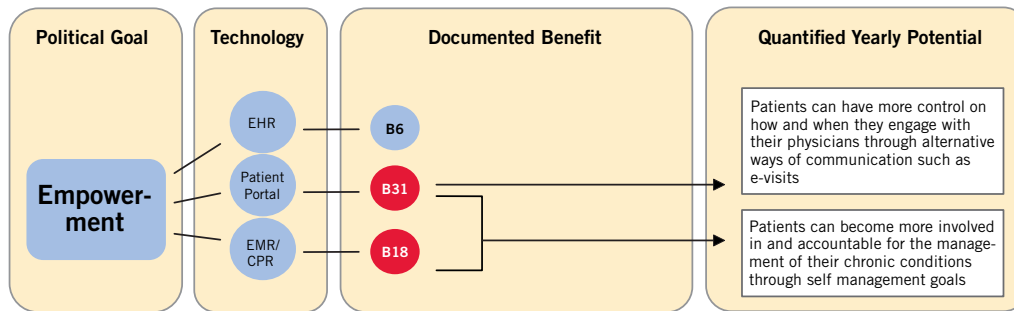 Political Goal
Technology
Documented Benefit
Quantified Yearly Potential
Empower-
ment
EHR
Patient
Portal
EMR/
CPR
B6
B31
B18
Patients can have more control on
how and when they engage with
their physicians through alternative
ways of communication such as
e-visits
Patients can become more involved
in and accountable for the manage-
ment of their chronic conditions
through self management goals